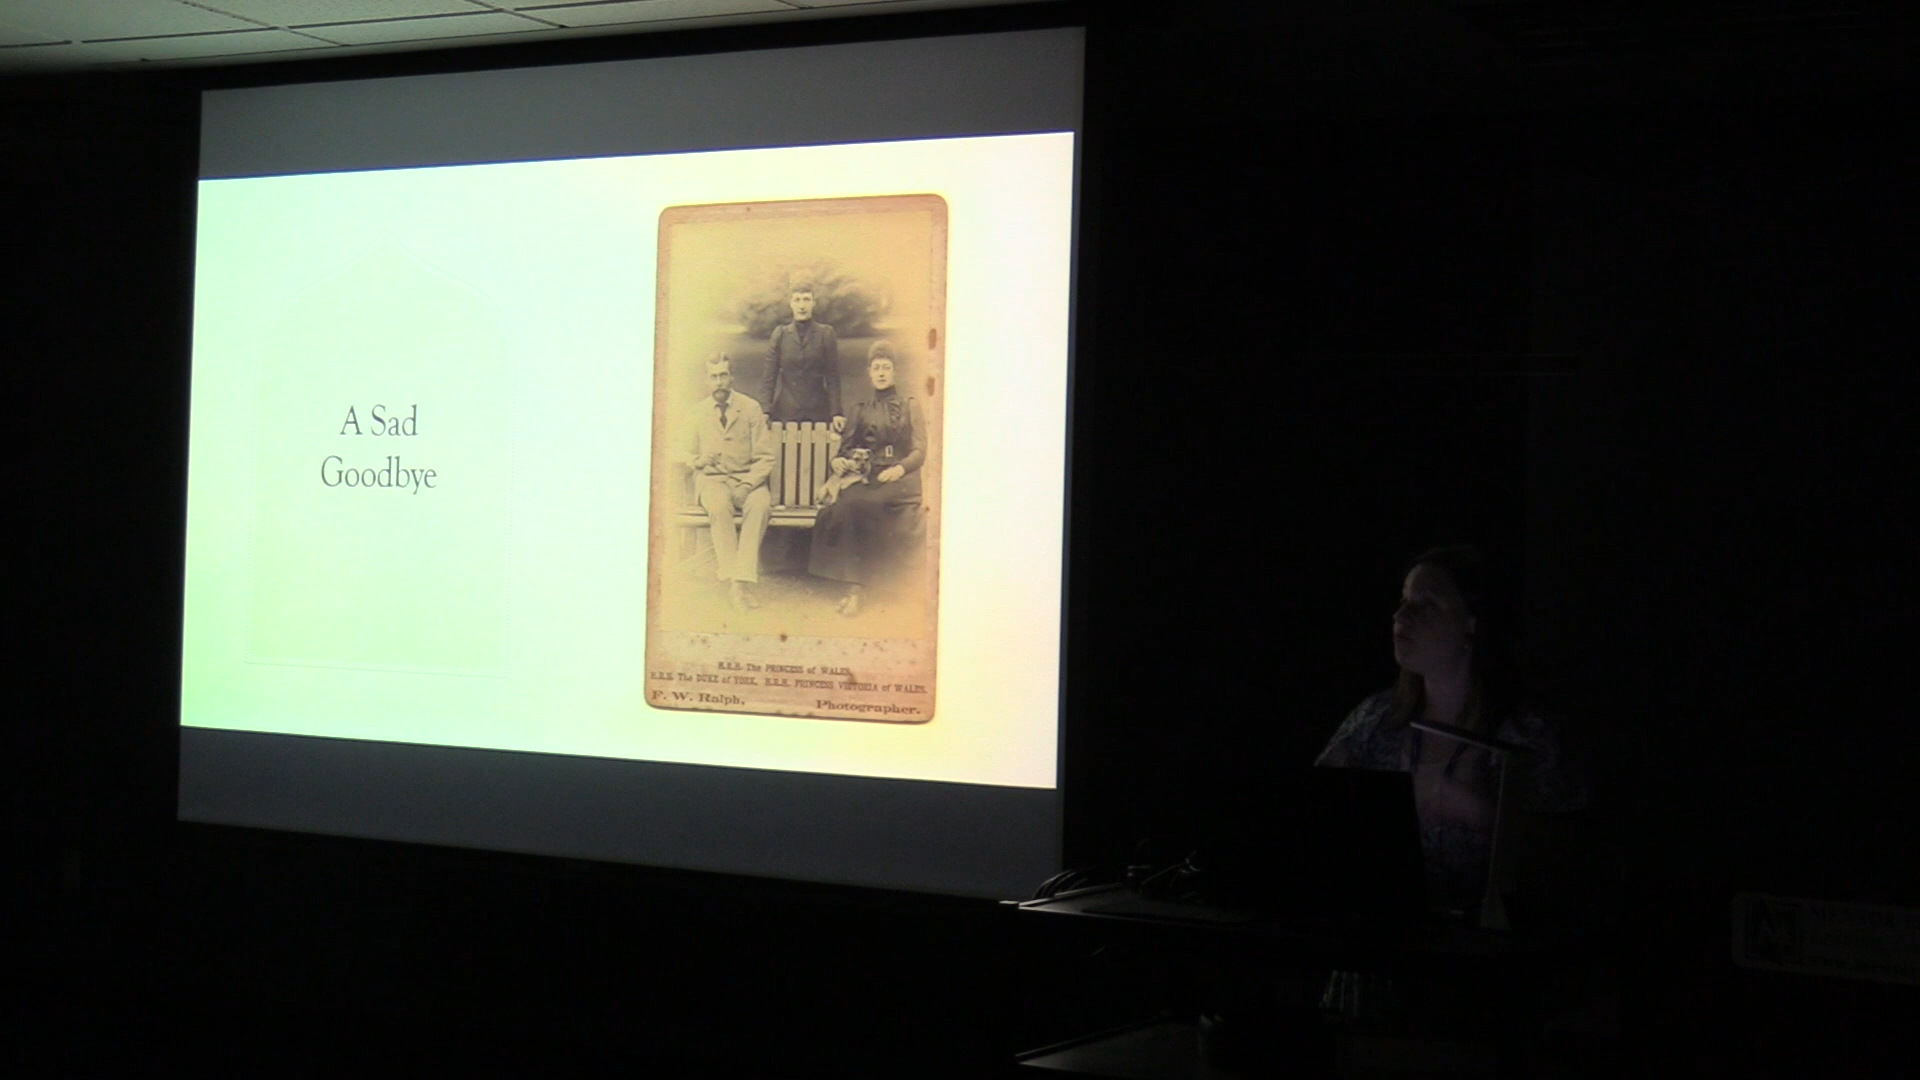 A Sad
Goodbye
H.R.H. The PRINCESS of WALES,
H.R.H. The DUKE of YORK, H.R.H. PRINCESS VICTORIA of WALES.
F. W. Ralph, Photographer.